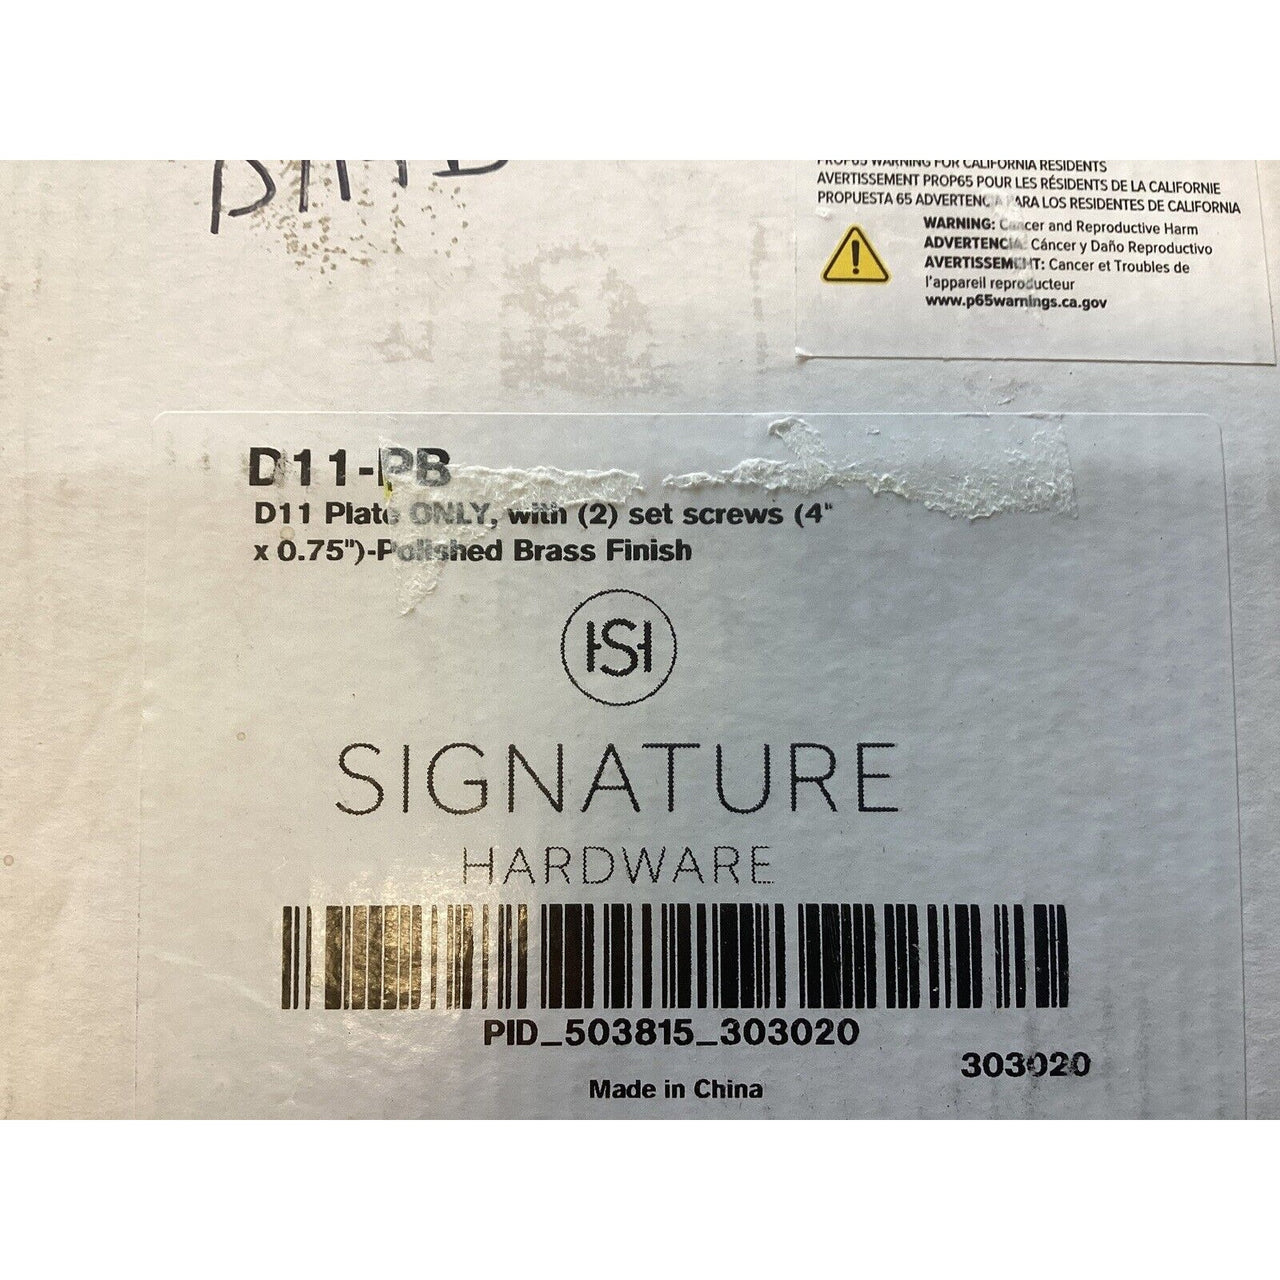 PROP65 WARNING FOR CALIFORNIA RESIDENTS
AVERTISSEMENT PROP65 POUR LES RÉSIDENTS DE LA CALIFORNIE
PROPUESTA 65 ADVERTENCIA PARA LOS RESIDENTES DE CALIFORNIA
WARNING: Cancer and Reproductive Harm
ADVERTENCIA: Cáncer y Daño Reproductivo
AVERTISSEMENT: Cancer et Troubles de
l'appareil reproducteur
www.p65warnings.ca.gov
D11-PB
D11 Plate ONLY, with (2) set screws (4"
x 0.75")-Polished Brass Finish
SH
SIGNATURE
HARDWARE
PID_503815_303020
303020
Made in China